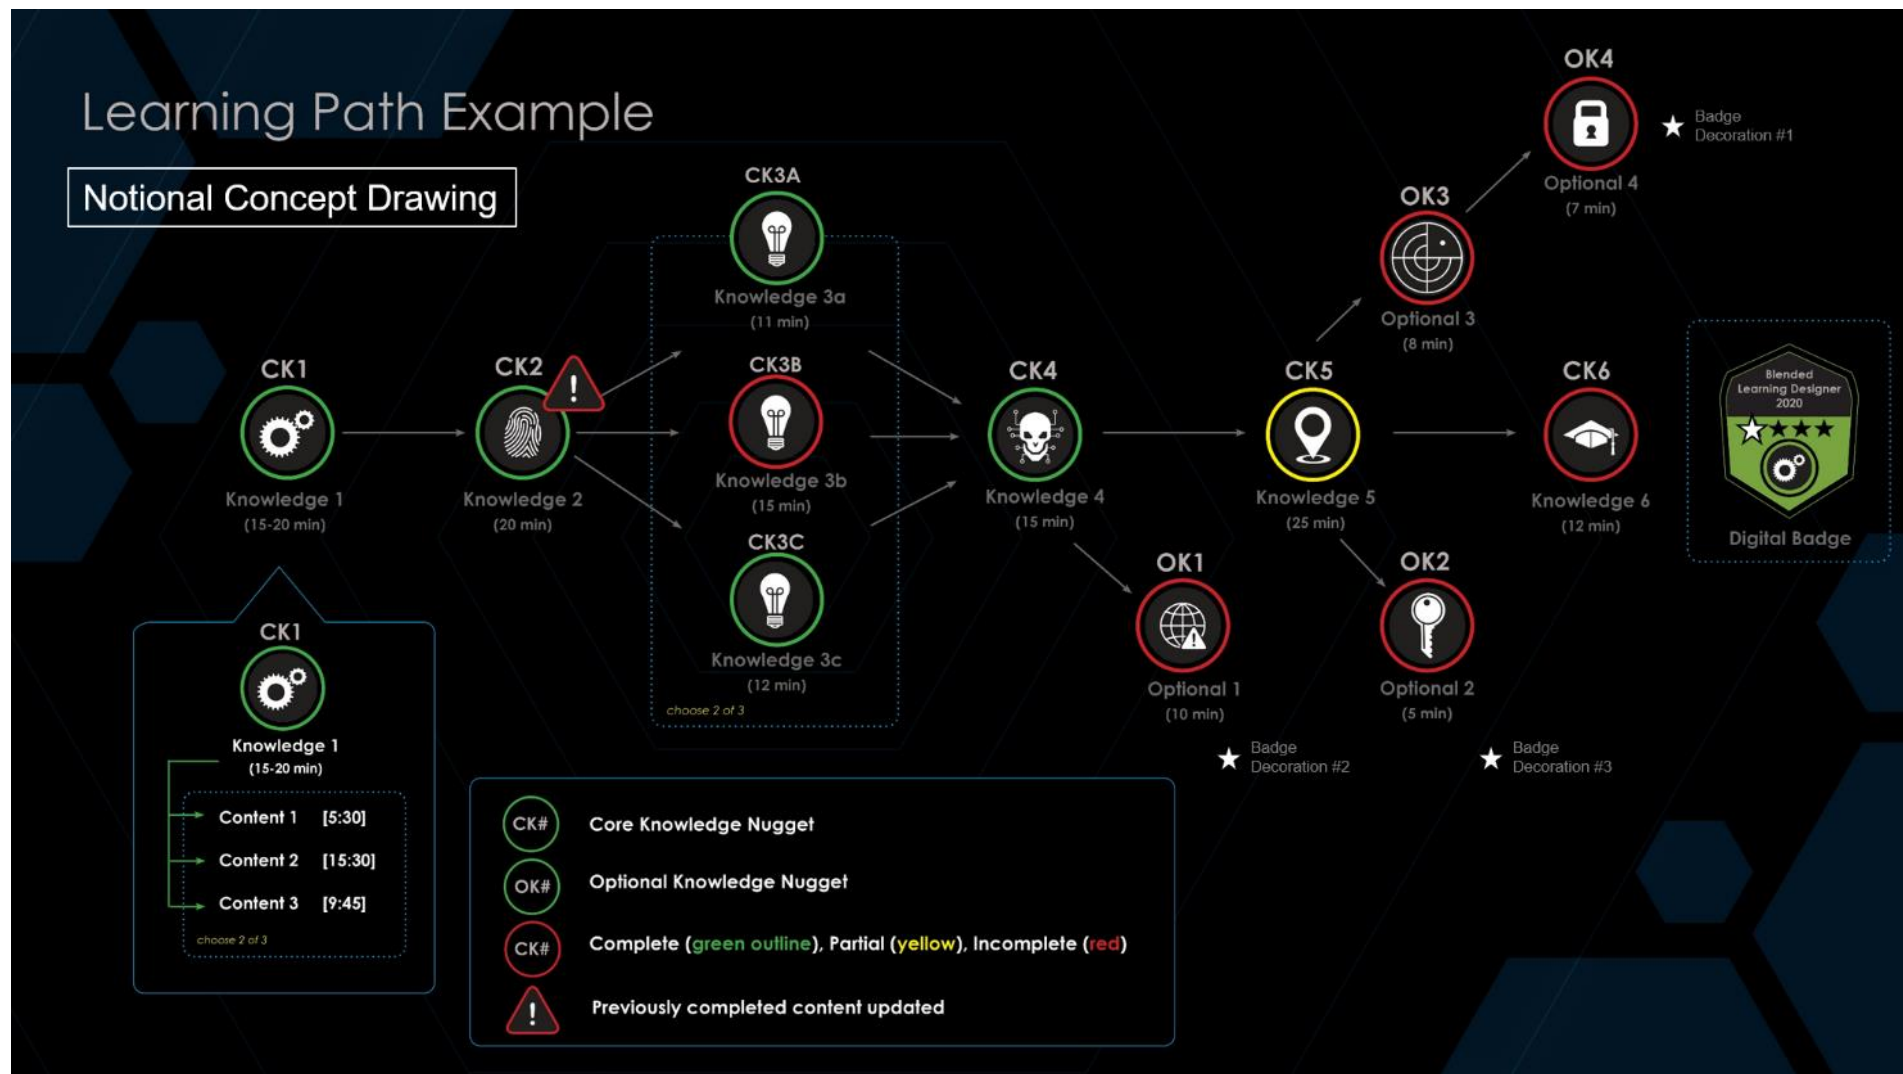 Learning Path Example
Notional Concept Drawing
CK1
Knowledge 1
(15-20 min)
CK2
!
Knowledge 2
(20 min)
CK3A
Knowledge 3a
(11 min)
CK3B
Knowledge 3b
(15 min)
CK3C
Knowledge 3c
(12 min)
choose 2 of 3
CK4
Knowledge 4
(15 min)
CK5
Knowledge 5
(25 min)
CK6
Knowledge 6
(12 min)
OK1
Optional 1
(10 min)
Badge
Decoration #2
OK2
Optional 2
(5 min)
Badge
Decoration #3
OK3
Optional 3
(8 min)
OK4
Optional 4
(7 min)
Badge
Decoration #1
Blended
Learning Designer
2020
Digital Badge
CK1
Knowledge 1
(15-20 min)
Content 1 [5:30]
Content 2 [15:30]
Content 3 [9:45]
choose 2 of 3
CK# Core Knowledge Nugget
OK# Optional Knowledge Nugget
CK# Complete (green outline), Partial (yellow), Incomplete (red)
! Previously completed content updated